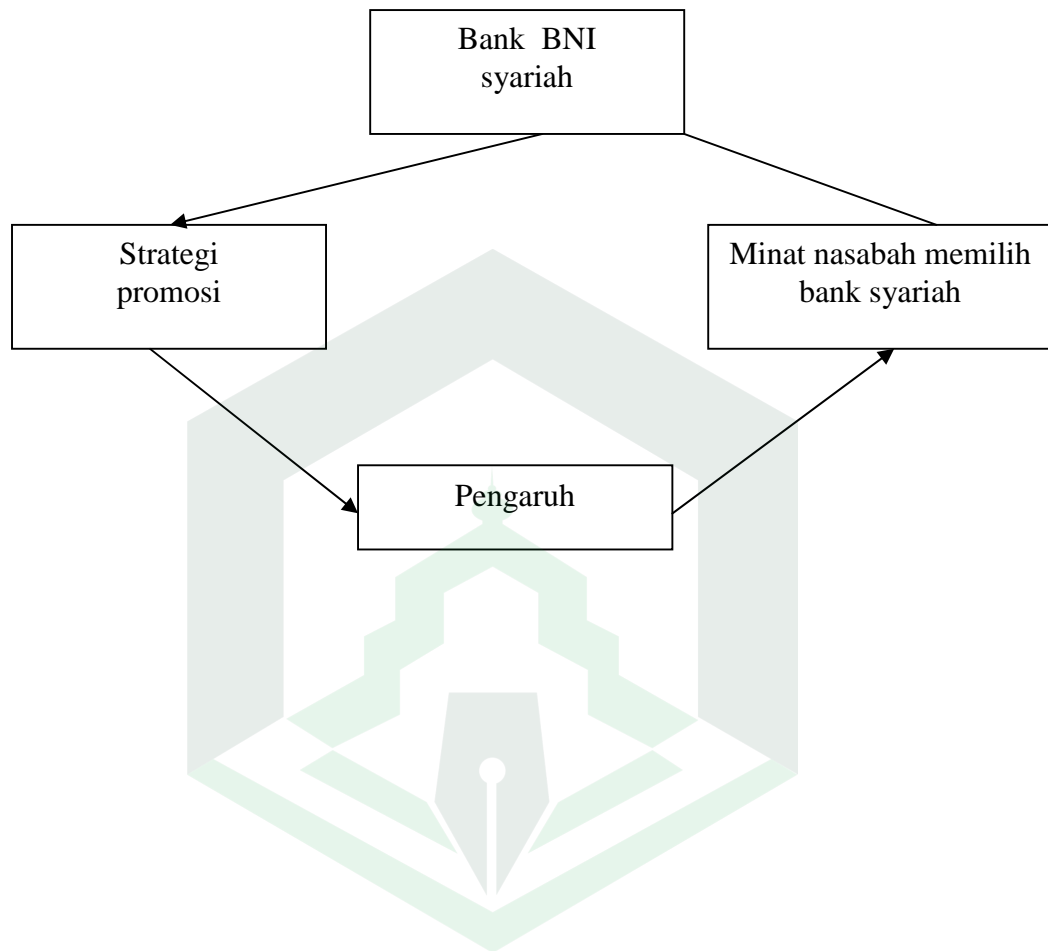 Bank BNI
syariah
Strategi
promosi
Minat nasabah memilih
bank syariah
Pengaruh